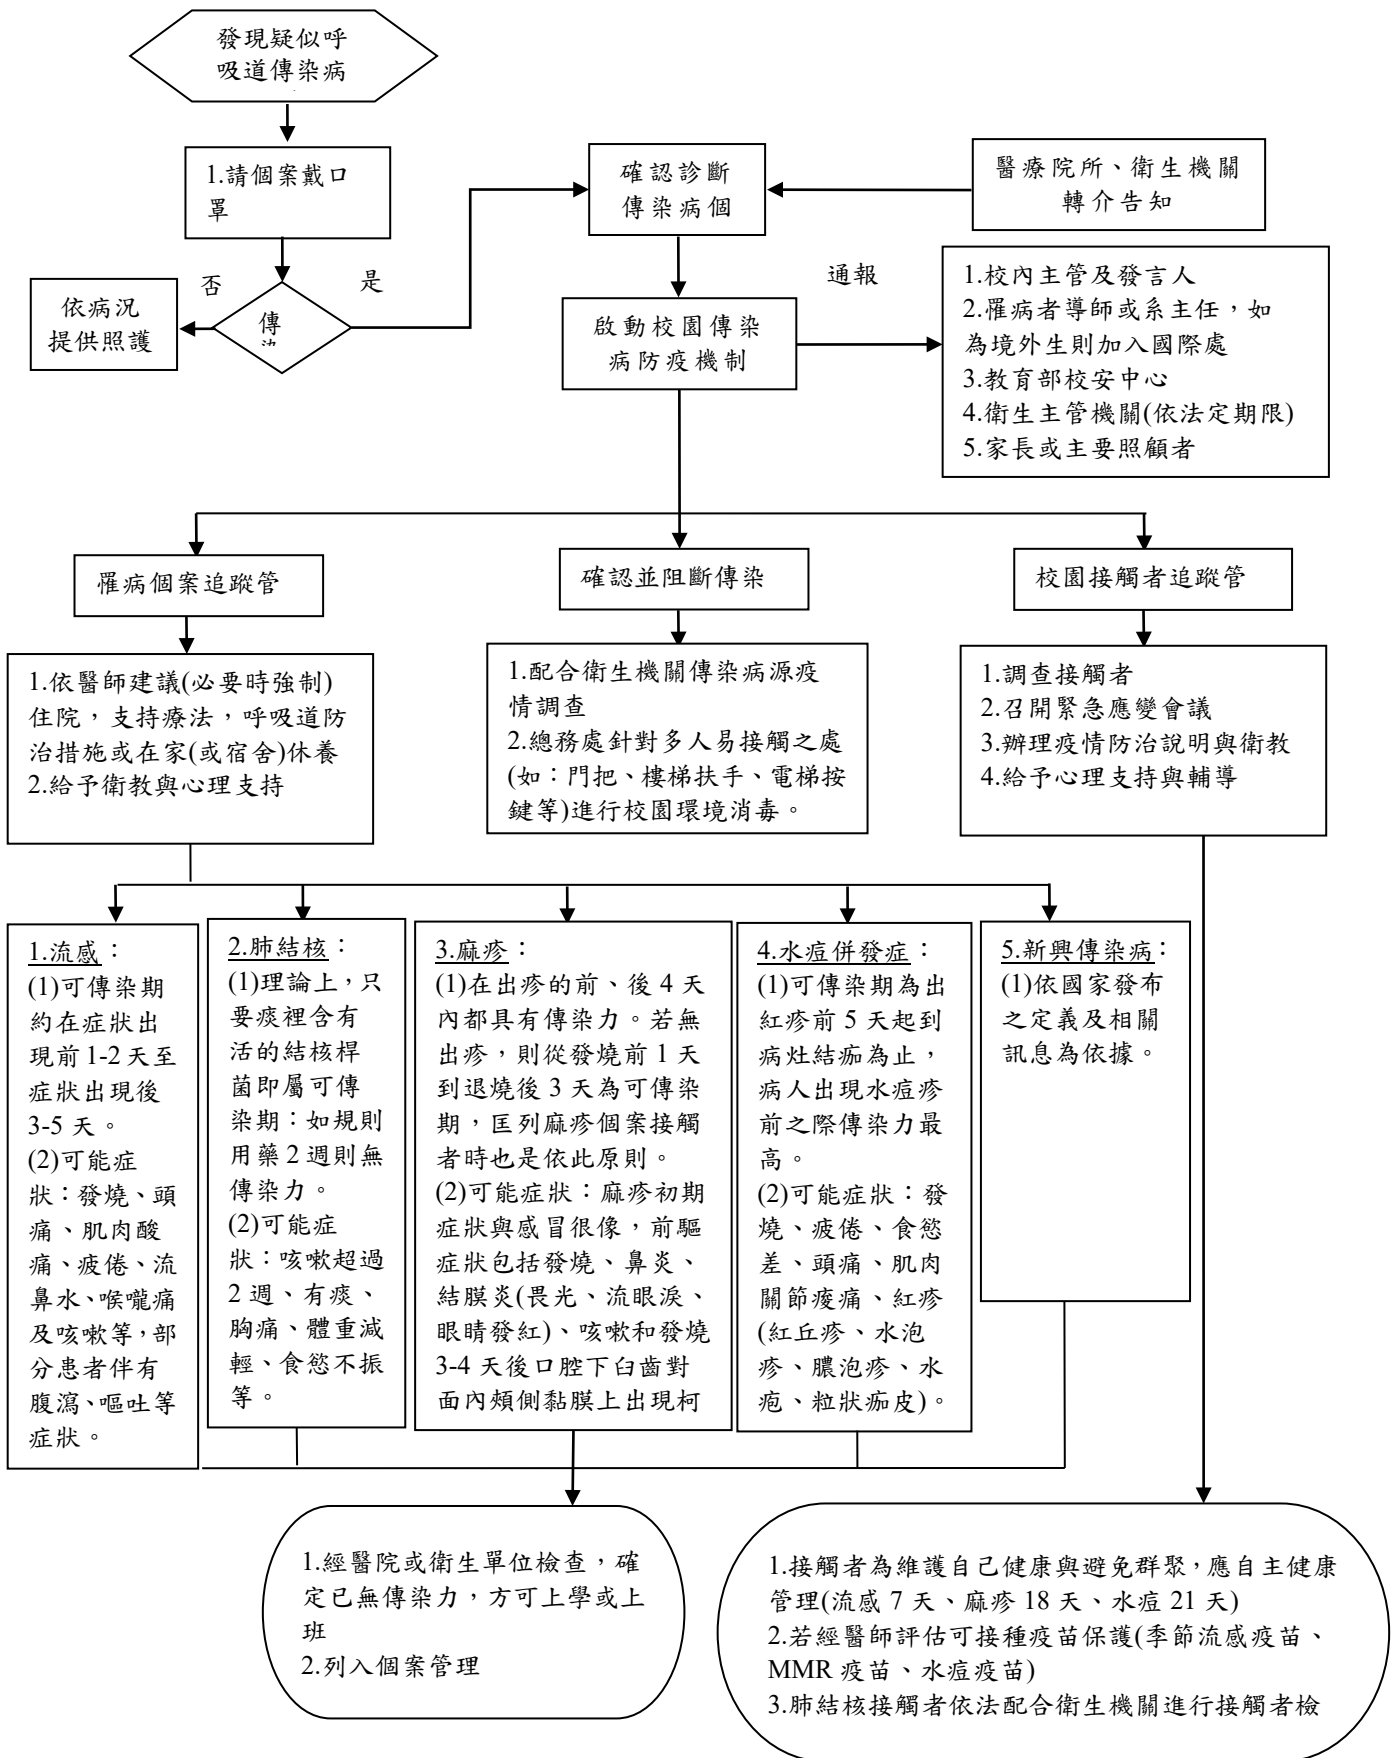 發現疑似呼
吸道傳染病
1.請個案戴口
罩
確認診斷
傳染病個
醫療院所、衛生機關
轉介告知
否
是
傳
依病況
提供照護
啟動校園傳染
病防疫機制
通報
1.校內主管及發言人
2.罹病者導師或系主任，如
為境外生則加入國際處
3.教育部校安中心
4.衛生主管機關(依法定期限)
5.家長或主要照顧者
罹病個案追蹤管
確認並阻斷傳染
校園接觸者追蹤管
1.依醫師建議(必要時強制)
住院，支持療法，呼吸道防
治措施或在家(或宿舍)休養
2.給予衛教與心理支持
1.配合衛生機關傳染病源疫
情調查
2.總務處針對多人易接觸之處
(如：門把、樓梯扶手、電梯按
鍵等)進行校園環境消毒。
1.調查接觸者
2.召開緊急應變會議
3.辦理疫情防治說明與衛教
4.給予心理支持與輔導
1.流感：
(1)可傳染期
約在症狀出
現前 1-2 天至
症狀出現後
3-5 天。
(2)可能症
狀：發燒、頭
痛、肌肉酸
痛、疲倦、流
鼻水、喉嚨痛
及咳嗽等，部
分患者伴有
腹瀉、嘔吐等
症狀。
2.肺結核：
(1)理論上，只
要痰裡含有
活的結核桿
菌即屬可傳
染期：如規則
用藥 2 週則無
傳染力。
(2)可能症
狀：咳嗽超過
2 週、有痰、
胸痛、體重減
輕、食慾不振
等。
3.麻疹：
(1)在出疹的前、後 4 天
內都具有傳染力。若無
出疹，則從發燒前 1 天
到退燒後 3 天為可傳染
期，匡列麻疹個案接觸
者時也是依此原則。
(2)可能症狀：麻疹初期
症狀與感冒很像，前驅
症狀包括發燒、鼻炎、
結膜炎(畏光、流眼淚、
眼睛發紅)、咳嗽和發燒
3-4 天後口腔下臼齒對
面內頰側黏膜上出現柯
4.水痘併發症：
(1)可傳染期為出
紅疹前 5 天起到
病灶結痂為止，
病人出現水痘疹
前之際傳染力最
高。
(2)可能症狀：發
燒、疲倦、食慾
差、頭痛、肌肉
關節痠痛、紅疹
(紅丘疹、水泡
疹、膿泡疹、水
疱、粒狀痂皮)。
5.新興傳染病：
(1)依國家發布
之定義及相關
訊息為依據。
1.經醫院或衛生單位檢查，確
定已無傳染力，方可上學或上
班
2.列入個案管理
1.接觸者為維護自己健康與避免群聚，應自主健康
管理(流感 7 天、麻疹 18 天、水痘 21 天)
2.若經醫師評估可接種疫苗保護(季節流感疫苗、
MMR 疫苗、水痘疫苗)
3.肺結核接觸者依法配合衛生機關進行接觸者檢